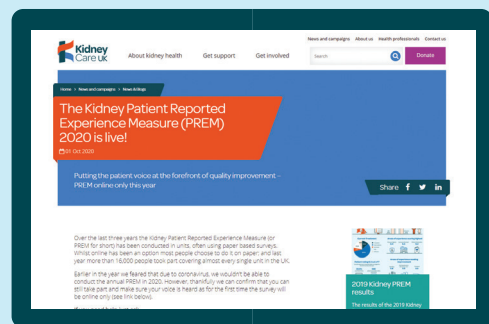 News and campaigns About us Health professionals Contact us
Kidney
Care UK
About kidney health Get support Get involved
Search
Donate
Home > News and campaigns > News & Blogs
The Kidney Patient Reported
Experience Measure (PREM)
2020 is live!
01 Oct 2020
Putting the patient voice at the forefront of quality improvement –
PREM online only this year
Share
Over the last three years the Kidney Patient Reported Experience Measure (or
PREM for short) has been conducted in units, often using paper based surveys.
Whilst online has been an option most people choose to do it on paper; and last
year more than 16,000 people took part covering almost every single unit in the UK.
Earlier in the year we feared that due to coronavirus, we wouldn't be able to
conduct the annual PREM in 2020. However, thankfully we can confirm that you can
still take part and make sure your voice is heard as for the first time the survey will
be online only (see link below).
2019 Kidney PREM
results
The results of the 2019 Kidney